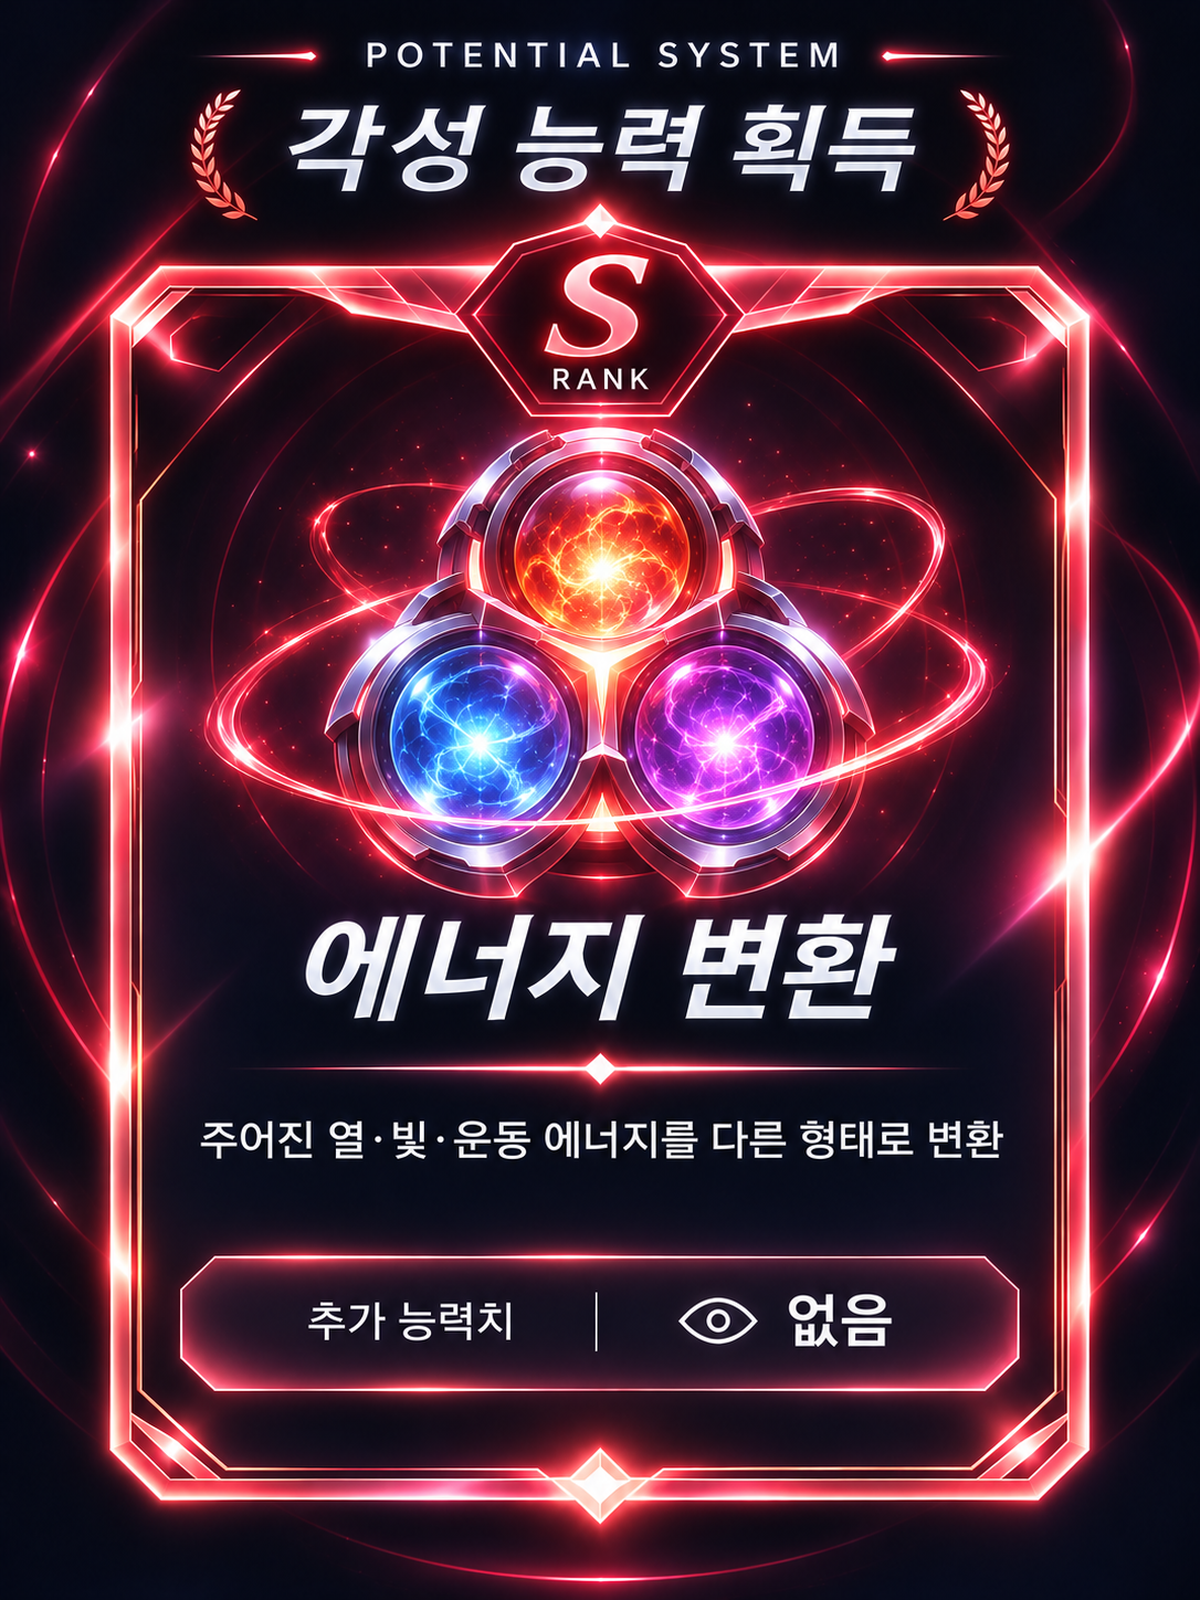 POTENTIAL SYSTEM
각성 능력 획득
S
RANK
에너지 변환
주어진 열·빛·운동 에너지를 다른 형태로 변환
추가 능력치 없음